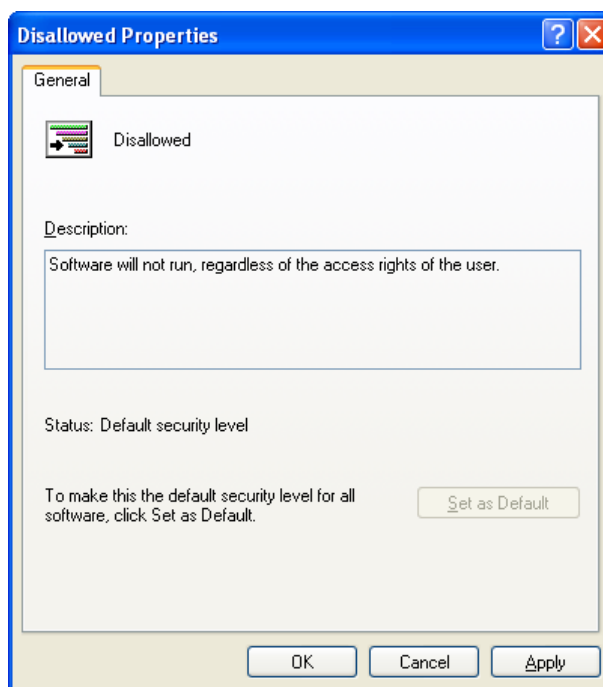 Disallowed Properties
General
Disallowed
Description:
Software will not run, regardless of the access rights of the user.
Status: Default security level
To make this the default security level for all
software, click Set as Default.
Set as Default
OK
Cancel
Apply